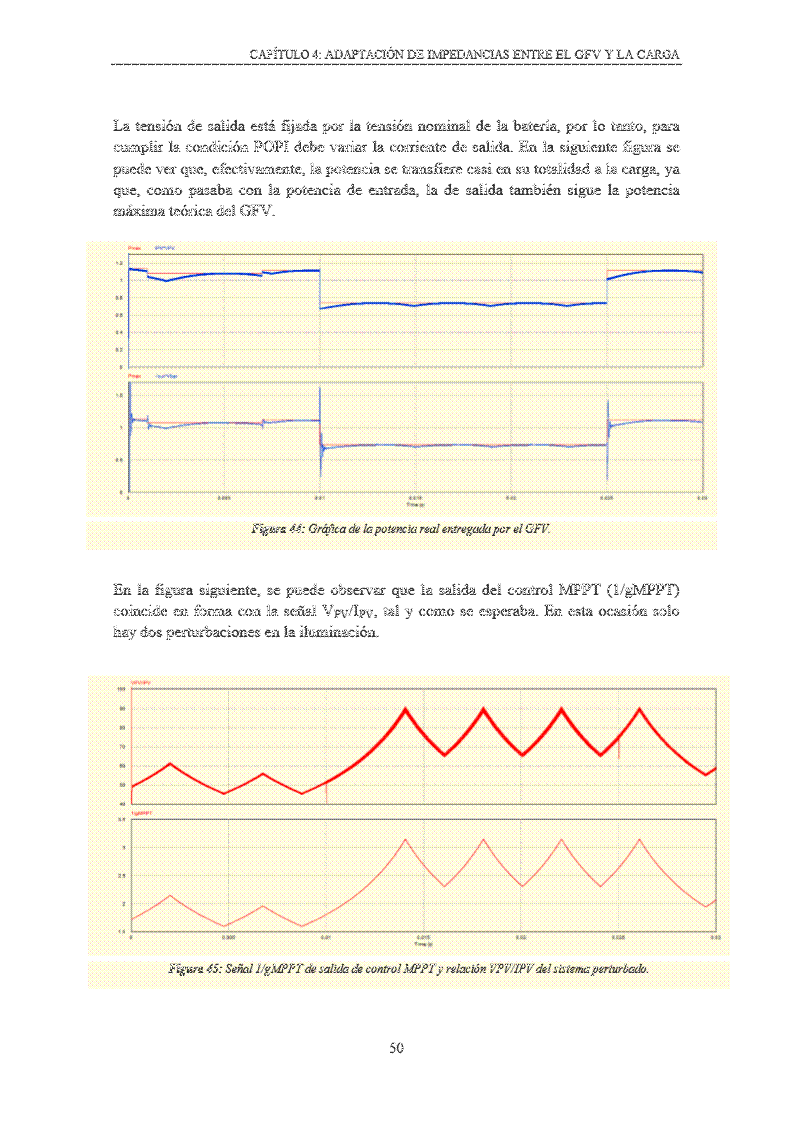 CAPÍTULO 4: ADAPTACIÓN DE IMPEDANCIAS ENTRE EL GFV Y LA CARGA
La tensión de salida está fijada por la tensión nominal de la batería, por lo tanto, para
cumplir la condición POPI debe variar la corriente de salida. En la siguiente figura se
puede ver que, efectivamente, la potencia se transfiere casi en su totalidad a la carga, ya
que, como pasaba con la potencia de entrada, la de salida también sigue la potencia
máxima teórica del GFV.
Pmax IPV*VPV
1.2
1
0.8
0.6
0.4
0.2
0
Pmax
1.5
1
0.5
0
0 0.005 0.01 0.015 0.02 0.025 0.03
Time (s)
Figura 44: Gráfica de la potencia real entregada por el GFV.
En la figura siguiente, se puede observar que la salida del control MPPT (1/gMPPT)
coincide en forma con la señal VPV/IPV, tal y como se esperaba. En esta ocasión solo
hay dos perturbaciones en la iluminación.
VPV/IPV
100
90
80
70
60
50
40
1/gMPPT
3.5
3
2.5
2
1.5
0 0.005 0.01 0.015 0.02 0.025 0.03
Time (s)
Figura 45: Señal 1/gMPPT de salida de control MPPT y relación VPV/IPV del sistema perturbado.
50